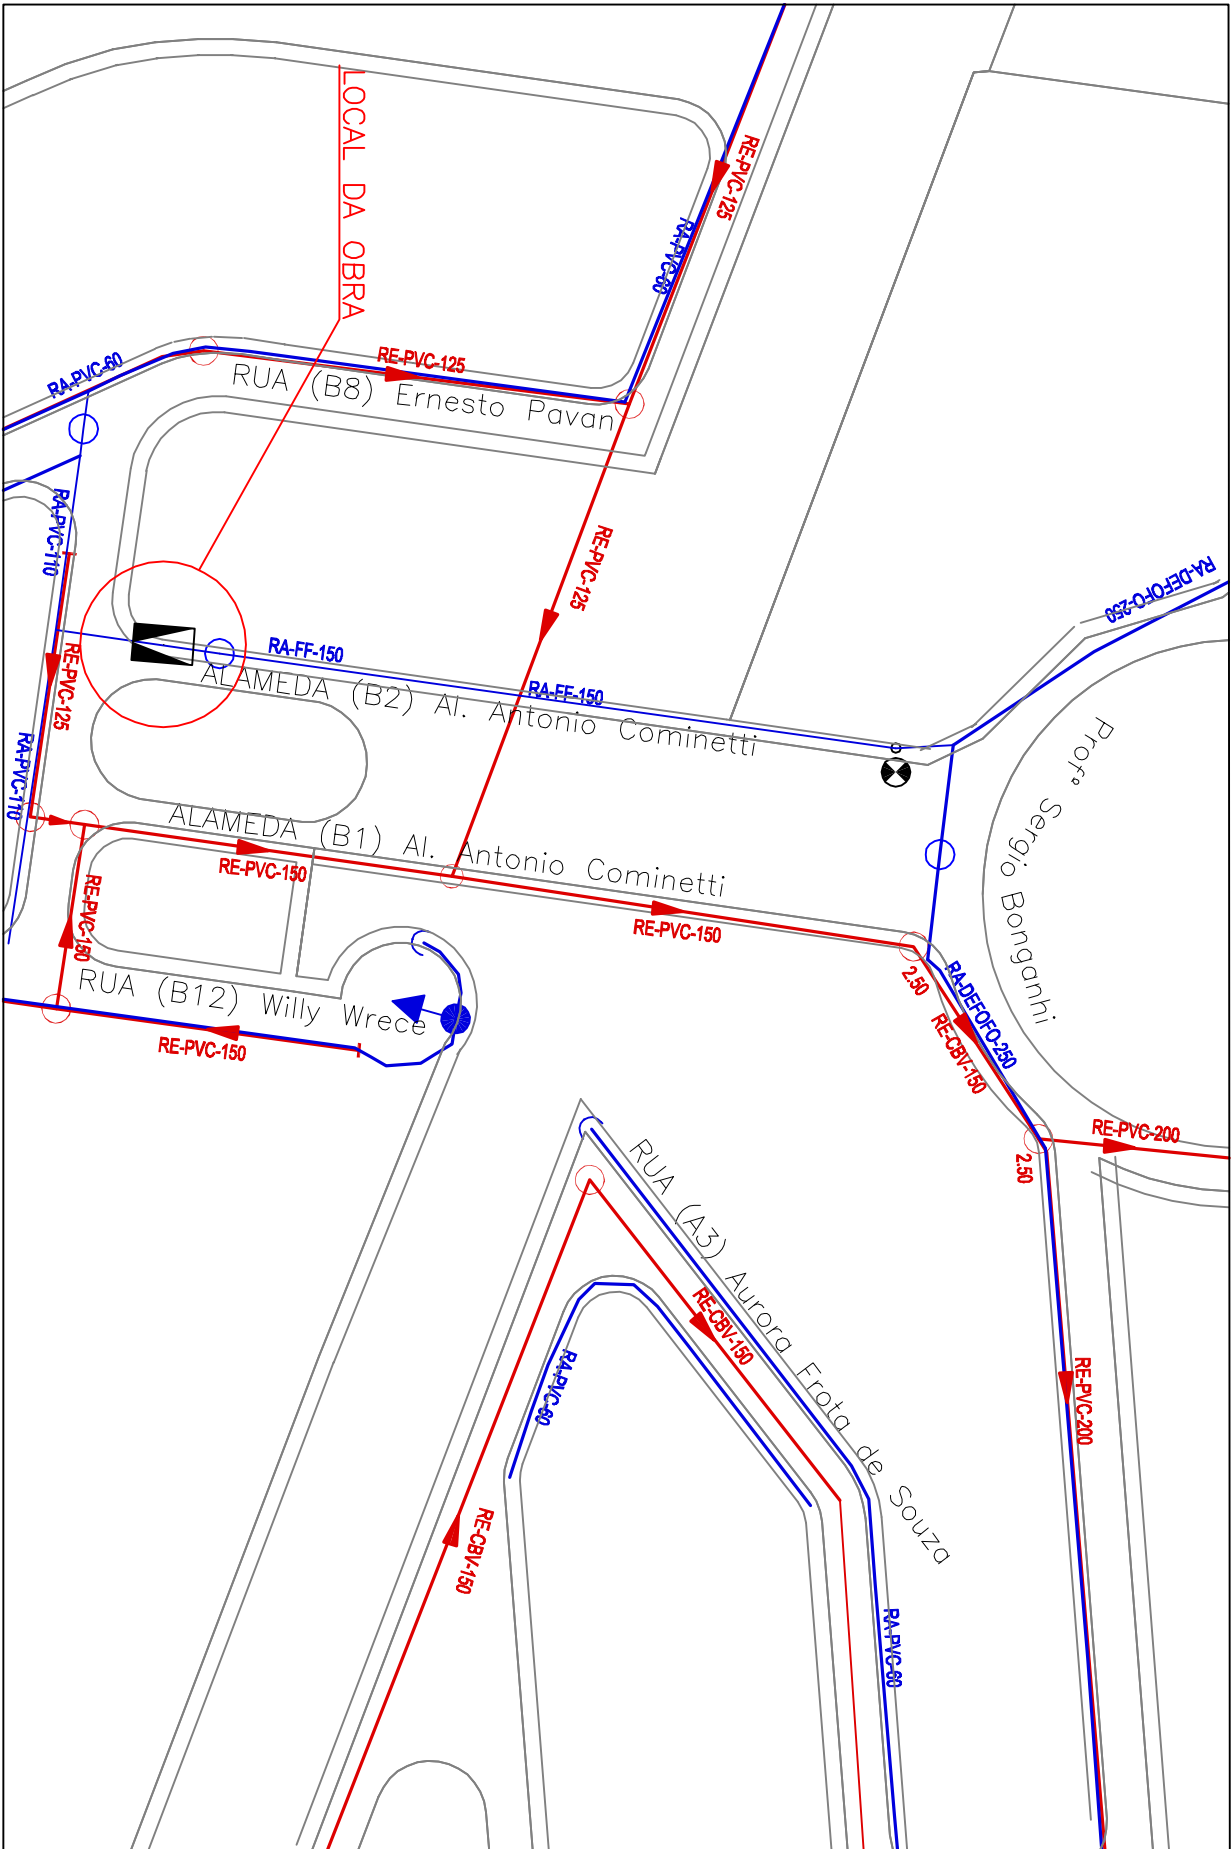 RE-PVC-125
RA-PVC-60
LOCAL DA OBRA
RE-PVC-125
RUA (B8) Ernesto Pavan
RA-PVC-60
RA-PVC-110
RE-PVC-125
RA-DEFOFO-250
RA-FF-150
RA-FF-150
RE-PVC-125
ALAMEDA (B2) Al. Antonio Cominetti
RA-PVC-110
Profª Sergio Bonganhi
ALAMEDA (B1) Al. Antonio Cominetti
RE-PVC-150
RE-PVC-150
RE-PVC-150
2.50
RA-DEFOFO-250
RE-CBV-150
RUA (B12) Willy Wrece
RE-PVC-150
RE-PVC-200
2.50
RUA (A3) Aurora Frota de Souza
RE-CBV-150
RA-PVC-60
RE-PVC-200
RE-CBV-150
RA-PVC-60